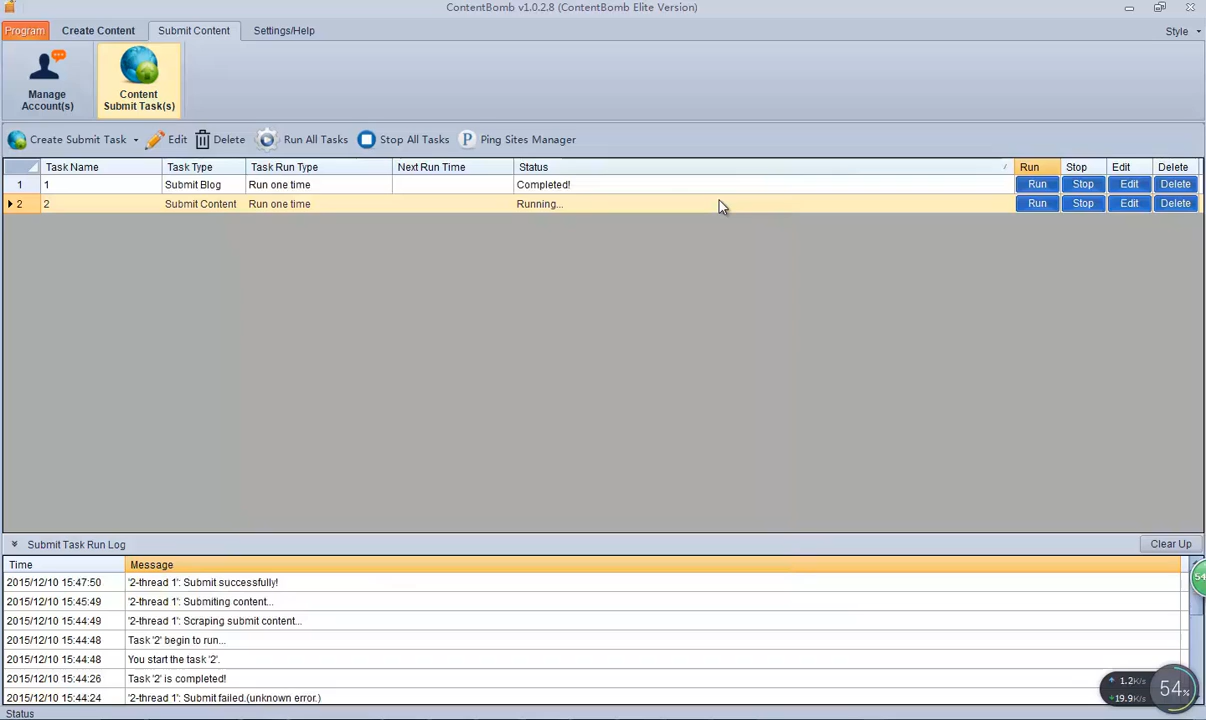 ContentBomb v1.0.2.8 (ContentBomb Elite Version)
Program Create Content Submit Content Settings/Help Style
Manage Account(s)
Content Submit Task(s)
Create Submit Task Edit Delete Run All Tasks Stop All Tasks P Ping Sites Manager
Task Name Task Type Task Run Type Next Run Time Status Run Stop Edit Delete
1 1 Submit Blog Run one time Completed! Run Stop Edit Delete
2 2 Submit Content Run one time Running... Run Stop Edit Delete
Submit Task Run Log Clear Up
Time Message
2015/12/10 15:47:50 '2-thread 1': Submit successfully!
2015/12/10 15:45:49 '2-thread 1': Submiting content...
2015/12/10 15:44:49 '2-thread 1': Scraping submit content...
2015/12/10 15:44:48 Task '2' begin to run...
2015/12/10 15:44:48 You start the task '2'.
2015/12/10 15:44:26 Task '2' is completed!
2015/12/10 15:44:24 '2-thread 1': Submit failed.(unknown error.)
54
1.2K/s
19.9K/s
54%
Status